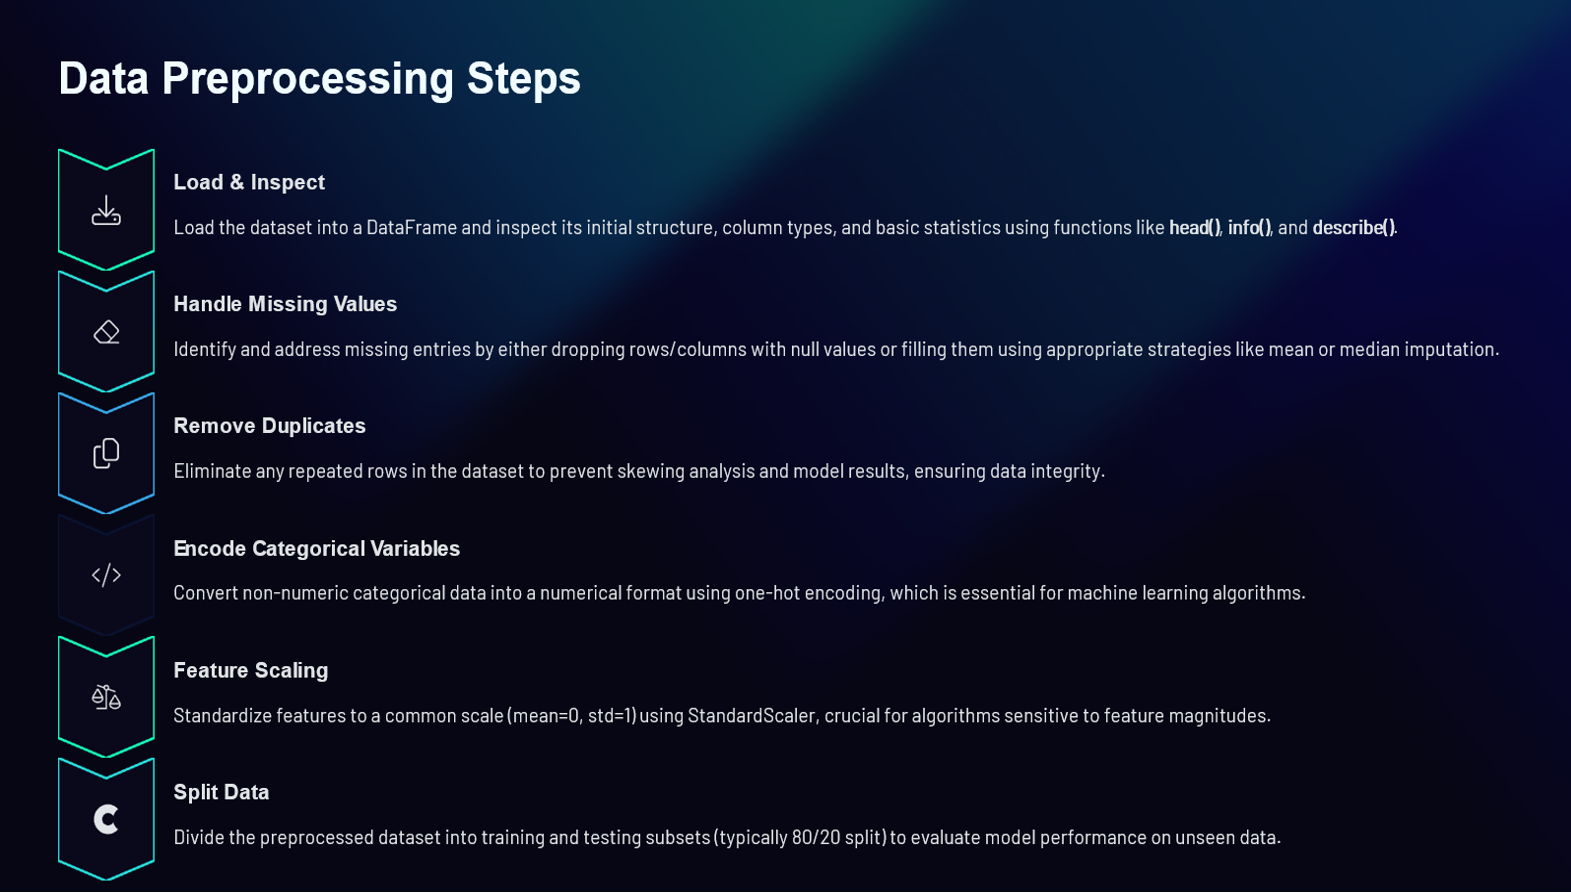 Data Preprocessing Steps
Load & Inspect
Load the dataset into a DataFrame and inspect its initial structure, column types, and basic statistics using functions like head(), info(), and describe().
Handle Missing Values
Identify and address missing entries by either dropping rows/columns with null values or filling them using appropriate strategies like mean or median imputation.
Remove Duplicates
Eliminate any repeated rows in the dataset to prevent skewing analysis and model results, ensuring data integrity.
</>
Encode Categorical Variables
Convert non-numeric categorical data into a numerical format using one-hot encoding, which is essential for machine learning algorithms.
Feature Scaling
Standardize features to a common scale (mean=0, std=1) using StandardScaler, crucial for algorithms sensitive to feature magnitudes.
C
Split Data
Divide the preprocessed dataset into training and testing subsets (typically 80/20 split) to evaluate model performance on unseen data.